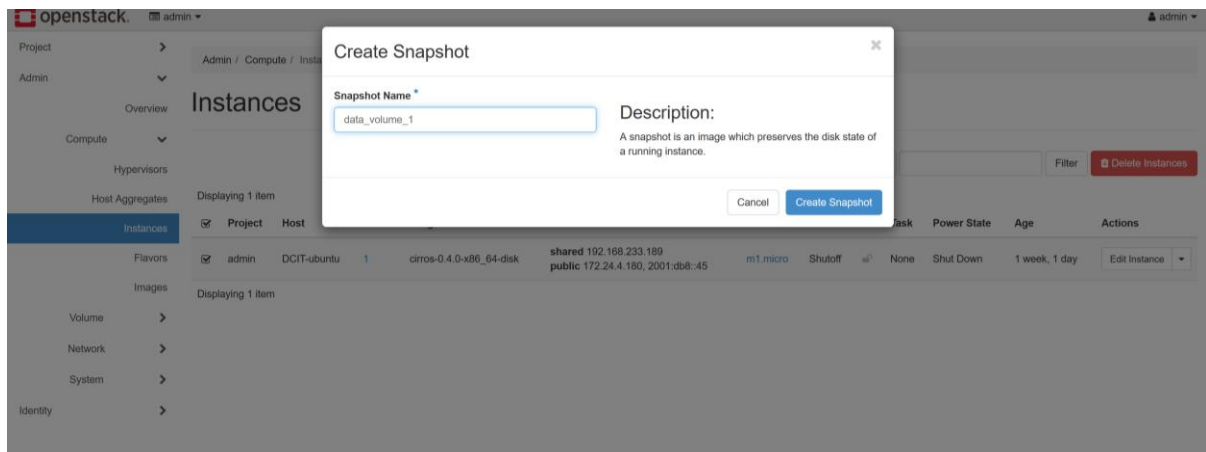 openstack. admin
admin
Project
Admin
Overview
Compute
Hypervisors
Host Aggregates
Instances
Flavors
Images
Volume
Network
System
Identity
Admin / Compute / Insta
Instances
Create Snapshot
×
Snapshot Name *
data_volume_1
Description:
A snapshot is an image which preserves the disk state of
a running instance.
Cancel Create Snapshot
Filter Delete Instances
Displaying 1 item
Project Host Task Power State Age Actions
admin DCIT-ubuntu 1 cirros-0.4.0-x86_64-disk shared 192.168.233.189 m1.micro Shutoff None Shut Down 1 week, 1 day Edit Instance
public 172.24.4.180, 2001:db8::45
Displaying 1 item